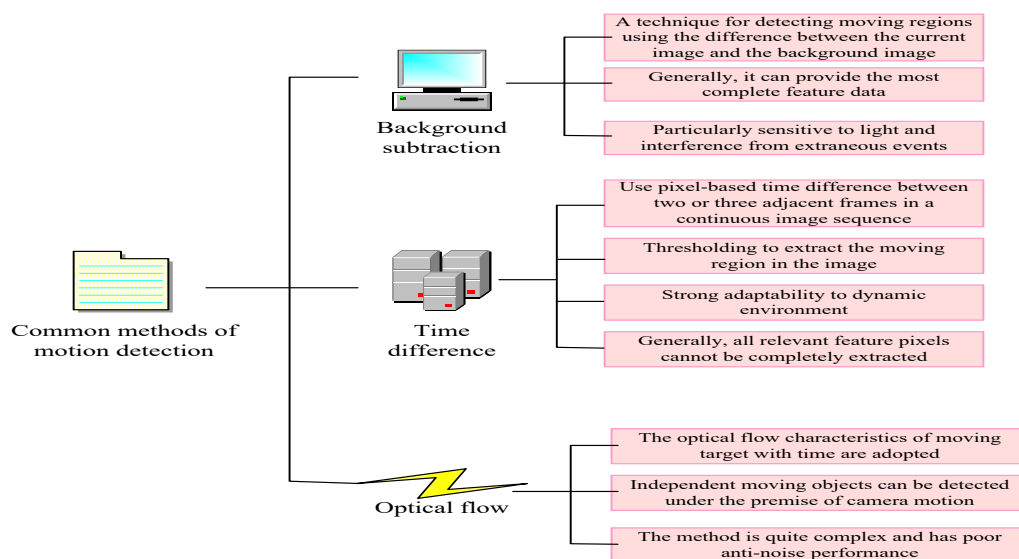 Common methods of
motion detection
Background
subtraction
A technique for detecting moving regions
using the difference between the current
image and the background image
Generally, it can provide the most
complete feature data
Particularly sensitive to light and
interference from extraneous events
Time
difference
Use pixel-based time difference between
two or three adjacent frames in a
continuous image sequence
Thresholding to extract the moving
region in the image
Strong adaptability to dynamic
environment
Generally, all relevant feature pixels
cannot be completely extracted
Optical flow
The optical flow characteristics of moving
target with time are adopted
Independent moving objects can be detected
under the premise of camera motion
The method is quite complex and has poor
anti-noise performance